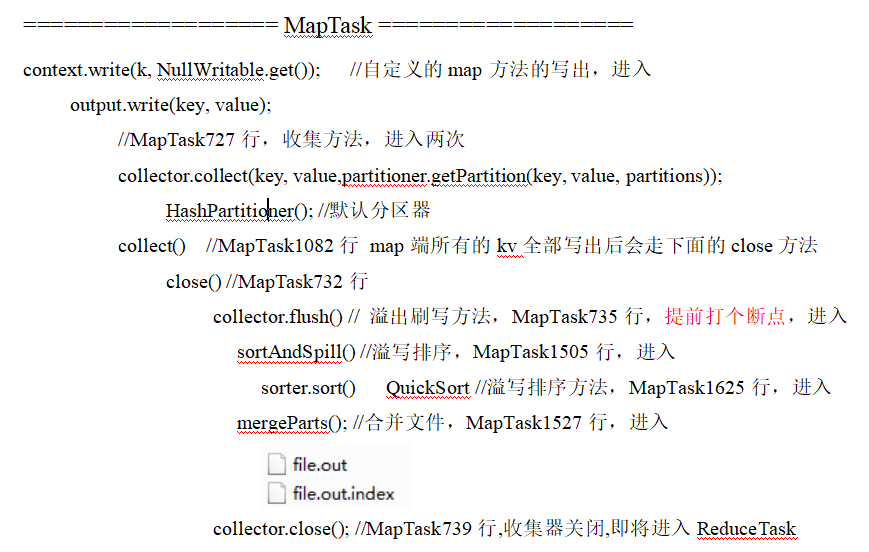 =================== MapTask ===================
context.write(k, NullWritable.get()); //自定义的 map 方法的写出，进入
output.write(key, value);
//MapTask727 行，收集方法，进入两次
collector.collect(key, value,partitioner.getPartition(key, value, partitions));
HashPartitioner(); //默认分区器
collect() //MapTask1082 行 map 端所有的 kv 全部写出后会走下面的 close 方法
close() //MapTask732 行
collector.flush() // 溢出刷写方法，MapTask735 行，提前打个断点，进入
sortAndSpill() //溢写排序，MapTask1505 行，进入
sorter.sort() QuickSort //溢写排序方法，MapTask1625 行，进入
mergeParts(); //合并文件，MapTask1527 行，进入
file.out
file.out.index
collector.close(); //MapTask739 行,收集器关闭,即将进入 ReduceTask